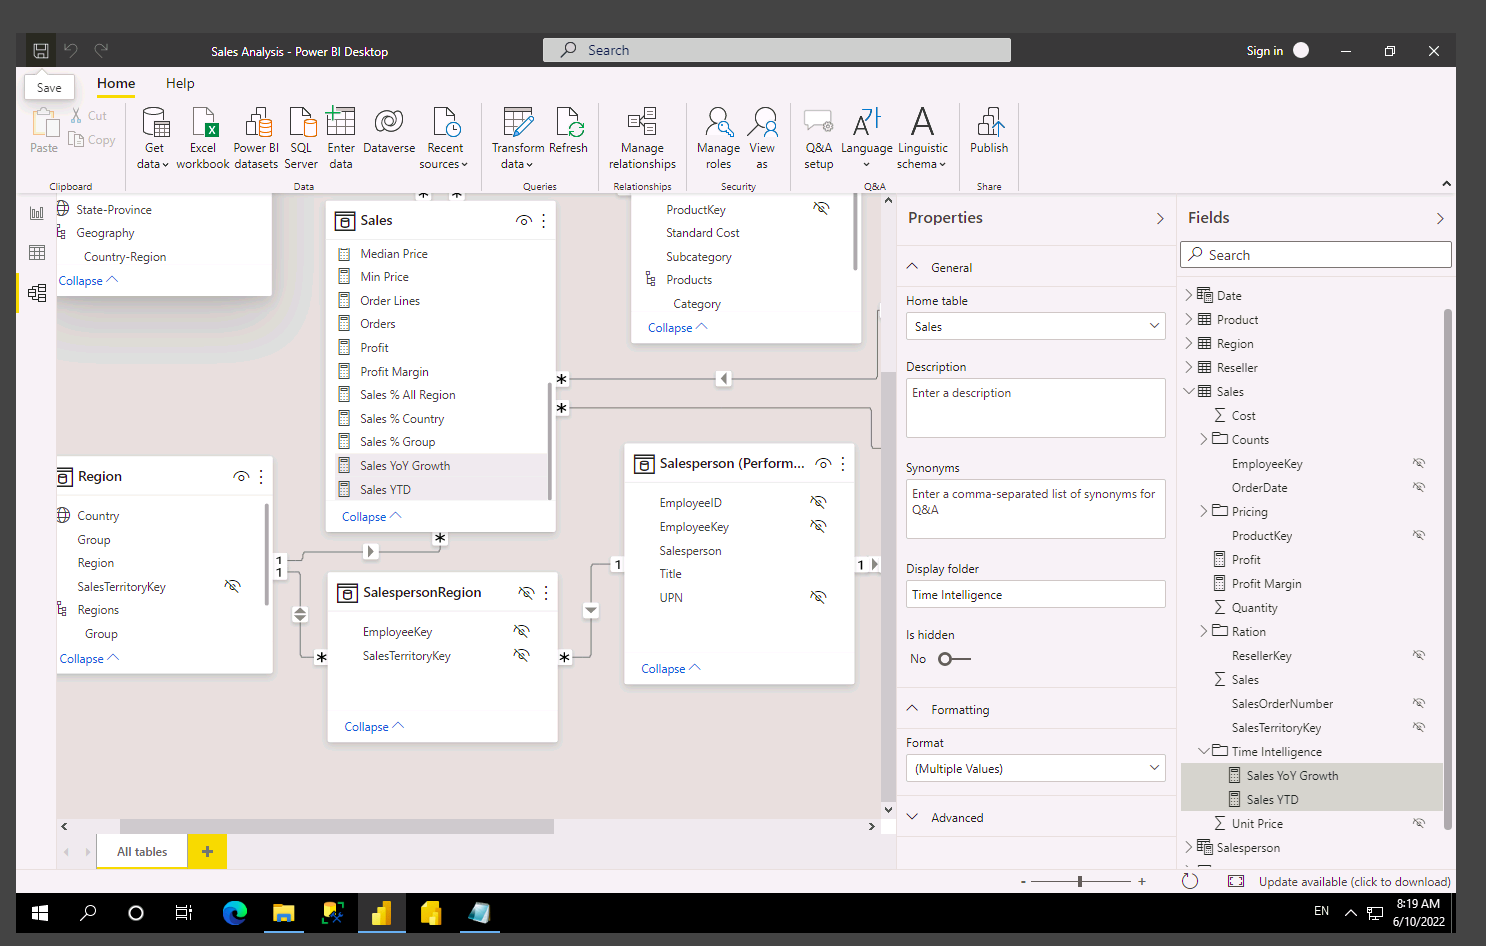 Sales Analysis - Power BI Desktop
Search
Sign in
Save
Home
Help
Paste
Cut
Copy
Clipboard
Get data
Excel workbook
Power BI datasets
SQL Server
Enter data
Dataverse
Recent sources
Data
Transform data
Refresh
Queries
Manage relationships
Relationships
Manage roles
View as
Security
Q&A setup
Language
Linguistic schema
Q&A
Publish
Share
State-Province
Geography
Country-Region
Collapse
Sales
Median Price
Min Price
Order Lines
Orders
Profit
Profit Margin
Sales % All Region
Sales % Country
Sales % Group
Sales YoY Growth
Sales YTD
Collapse
ProductKey
Standard Cost
Subcategory
Products
Category
Collapse
*
*
*
*
Region
Country
Group
Region
SalesTerritoryKey
Regions
Group
Collapse
1
1
*
*
SalespersonRegion
EmployeeKey
SalesTerritoryKey
Collapse
*
Salesperson (Perform...
EmployeeID
EmployeeKey
Salesperson
Title
UPN
Collapse
1
1
All tables
+
Properties
General
Home table
Sales
Description
Enter a description
Synonyms
Enter a comma-separated list of synonyms for
Q&A
Display folder
Time Intelligence
Is hidden
No
Formatting
Format
(Multiple Values)
Advanced
Fields
Search
Date
Product
Region
Reseller
Sales
Cost
Counts
EmployeeKey
OrderDate
Pricing
ProductKey
Profit
Profit Margin
Quantity
Ration
ResellerKey
Sales
SalesOrderNumber
SalesTerritoryKey
Time Intelligence
Sales YoY Growth
Sales YTD
Unit Price
Salesperson
- +
Update available (click to download)
EN
8:19 AM
6/10/2022